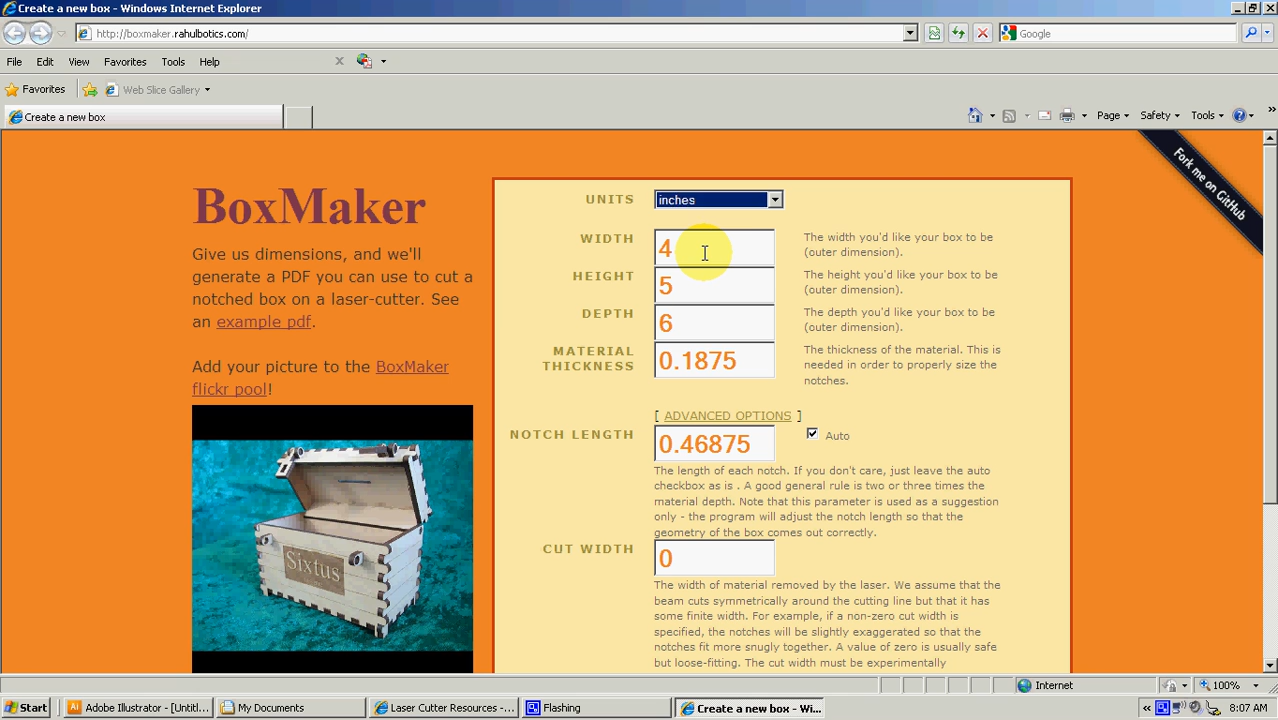 Create a new box - Windows Internet Explorer
http://boxmaker.rahulbotics.com/
Google
File Edit View Favorites Tools Help
Favorites Web Slice Gallery
Create a new box
Page Safety Tools
Fork me on GitHub
BoxMaker
Give us dimensions, and we'll
generate a PDF you can use to cut a
notched box on a laser-cutter. See
an example pdf.
Add your picture to the BoxMaker
flickr pool!
Sixtus
UNITS inches
WIDTH 4 The width you'd like your box to be
(outer dimension).
HEIGHT 5 The height you'd like your box to be
(outer dimension).
DEPTH 6 The depth you'd like your box to be
(outer dimension).
MATERIAL
THICKNESS 0.1875 The thickness of the material. This is
needed in order to properly size the
notches.
[ ADVANCED OPTIONS ]
NOTCH LENGTH 0.46875 Auto
The length of each notch. If you don't care, just leave the auto
checkbox as is . A good general rule is two or three times the
material depth. Note that this parameter is used as a suggestion
only - the program will adjust the notch length so that the
geometry of the box comes out correctly.
CUT WIDTH 0
The width of material removed by the laser. We assume that the
beam cuts symmetrically around the cutting line but that it has
some finite width. For example, if a non-zero cut width is
specified, the notches will be slightly exaggerated so that the
notches fit more snugly together. A value of zero is usually safe
but loose-fitting. The cut width must be experimentally
Internet 100%
Start Adobe Illustrator - [Untitl... My Documents Laser Cutter Resources - ... Flashing Create a new box - Wi... 8:07 AM